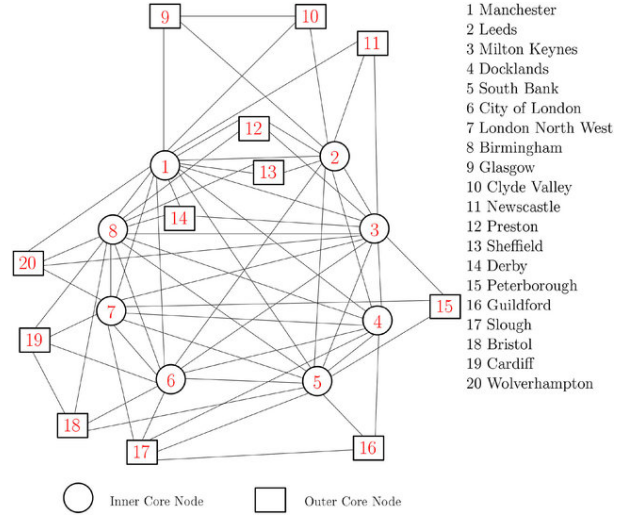 9
10
11
12
1
2
13
14
8
3
20
7
15
4
19
6
5
18
17
16
1 Manchester
2 Leeds
3 Milton Keynes
4 Docklands
5 South Bank
6 City of London
7 London North West
8 Birmingham
9 Glasgow
10 Clyde Valley
11 Newcastle
12 Preston
13 Sheffield
14 Derby
15 Peterborough
16 Guildford
17 Slough
18 Bristol
19 Cardiff
20 Wolverhampton
Inner Core Node
Outer Core Node